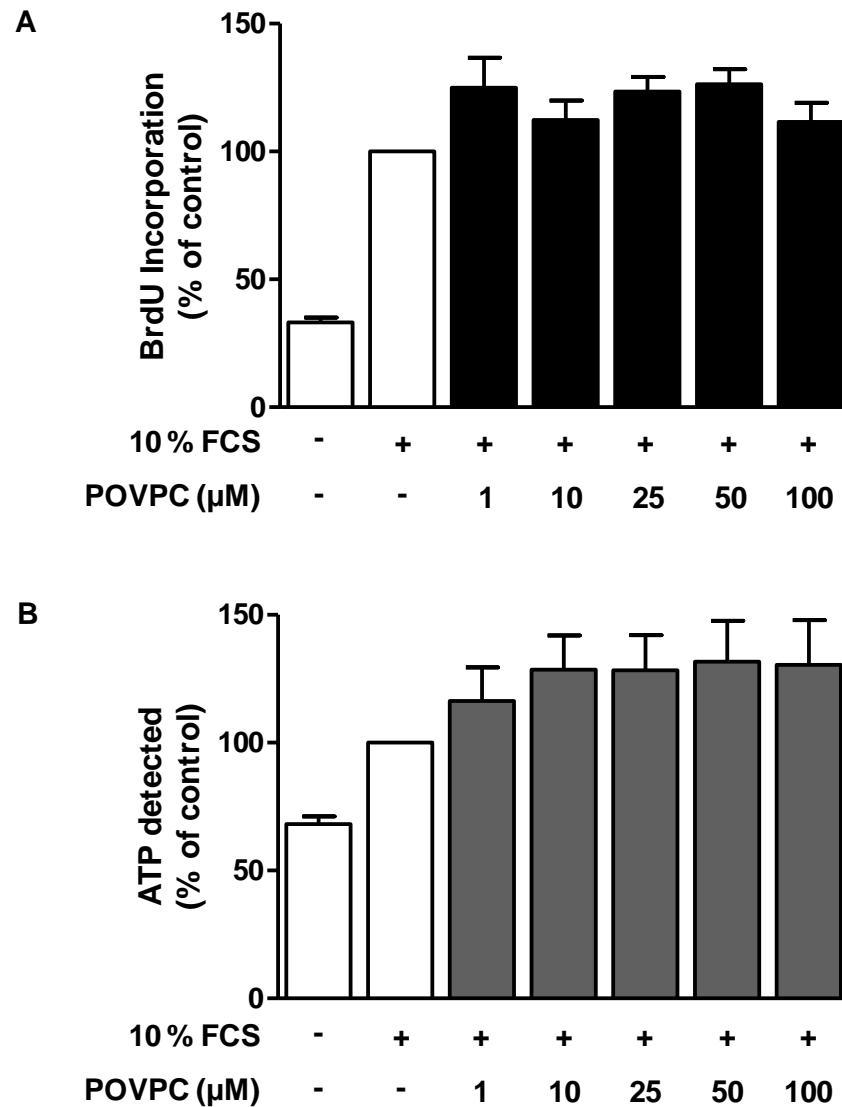 A
BrdU Incorporation
(% of control)
150
100
50
0
10 % FCS - + + + + + +
POVPC (µM) - - 1 10 25 50 100
B
ATP detected
(% of control)
150
100
50
0
10 % FCS - + + + + + +
POVPC (µM) - - 1 10 25 50 100